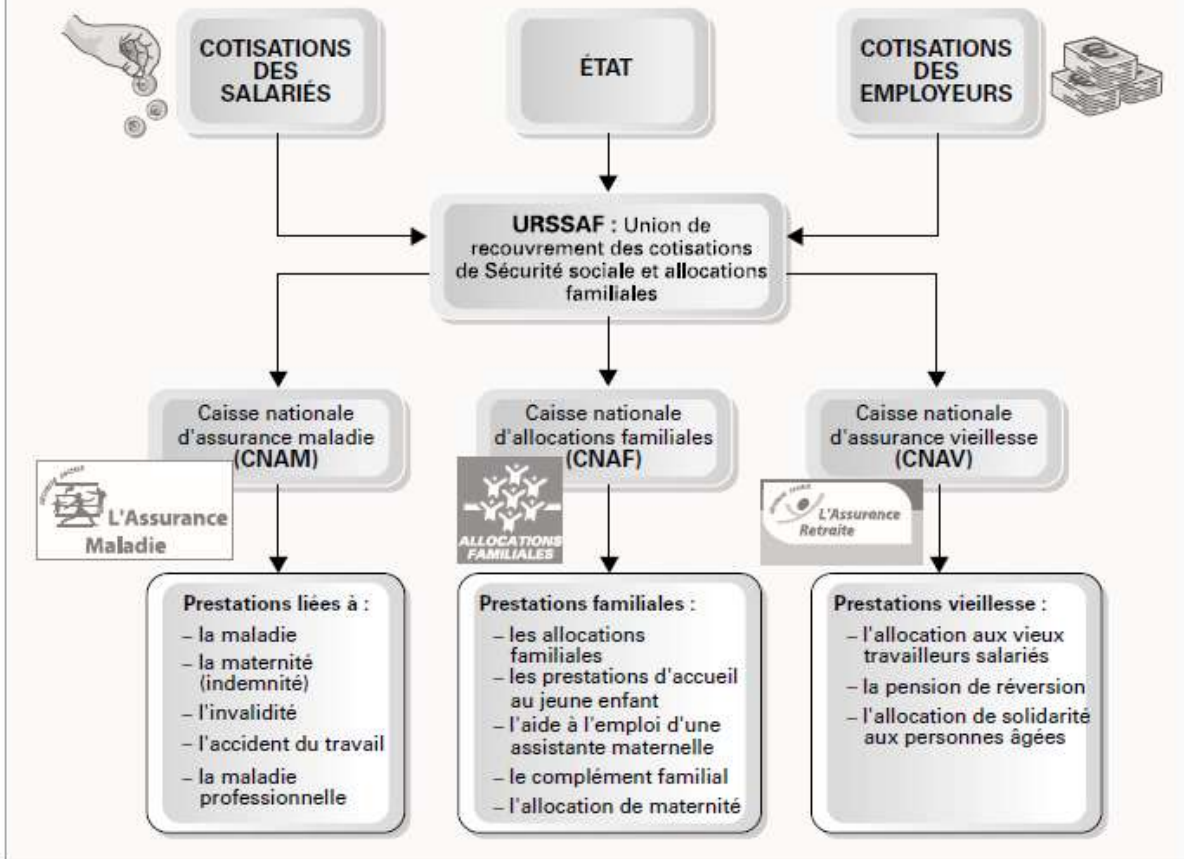 COTISATIONS
DES
SALARIÉS
ÉTAT
COTISATIONS
DES
EMPLOYEURS
URSSAF : Union de
recouvrement des cotisations
de Sécurité sociale et allocations
familiales
Caisse nationale
d'assurance maladie
(CNAM)
L'Assurance
Maladie
Caisse nationale
d'allocations familiales
(CNAF)
ALLOCATIONS
FAMILIALES
Caisse nationale
d'assurance vieillesse
(CNAV)
L'Assurance
Retraite
Prestations liées à :
– la maladie
– la maternité
(indemnité)
– l'invalidité
– l'accident du travail
– la maladie
professionnelle
Prestations familiales :
– les allocations
familiales
– les prestations d'accueil
au jeune enfant
– l'aide à l'emploi d'une
assistante maternelle
– le complément familial
– l'allocation de maternité
Prestations vieillesse :
– l'allocation aux vieux
travailleurs salariés
– la pension de réversion
– l'allocation de solidarité
aux personnes âgées